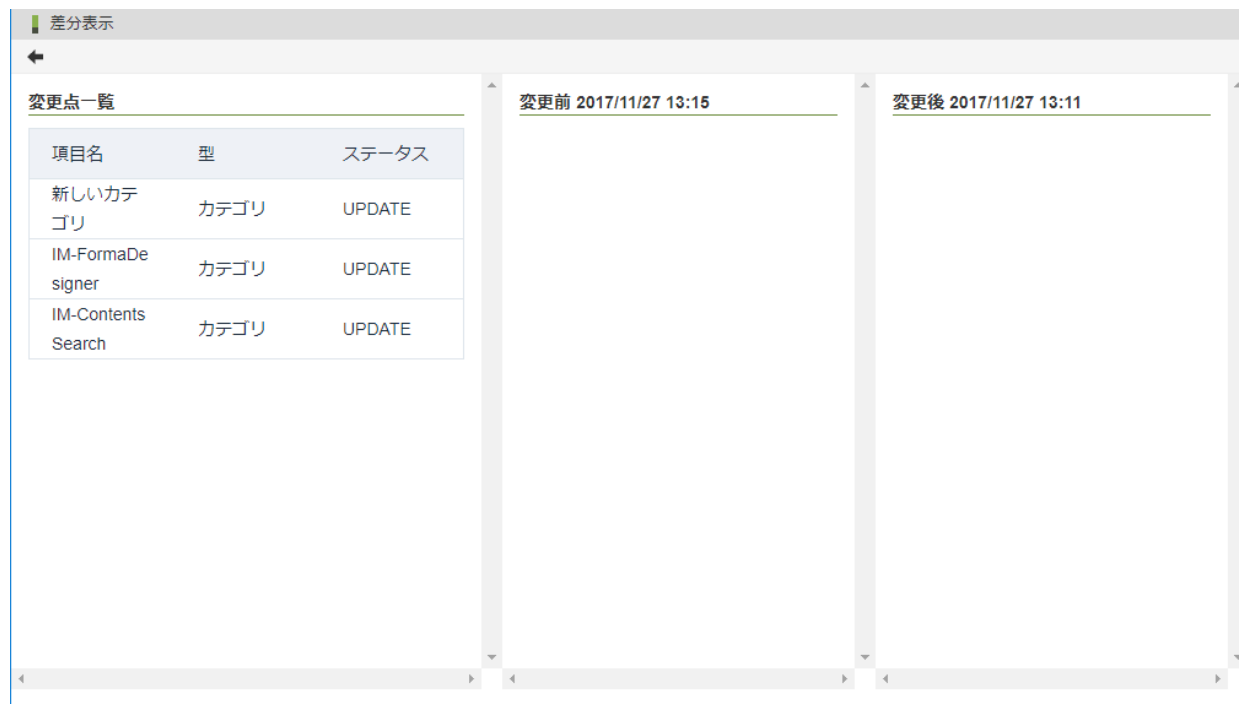 差分表示
変更点一覧
項目名 型 ステータス
新しいカテ
ゴリ
カテゴリ UPDATE
IM-FormaDe
signer
カテゴリ UPDATE
IM-Contents
Search
カテゴリ UPDATE
変更前 2017/11/27 13:15
変更後 2017/11/27 13:11